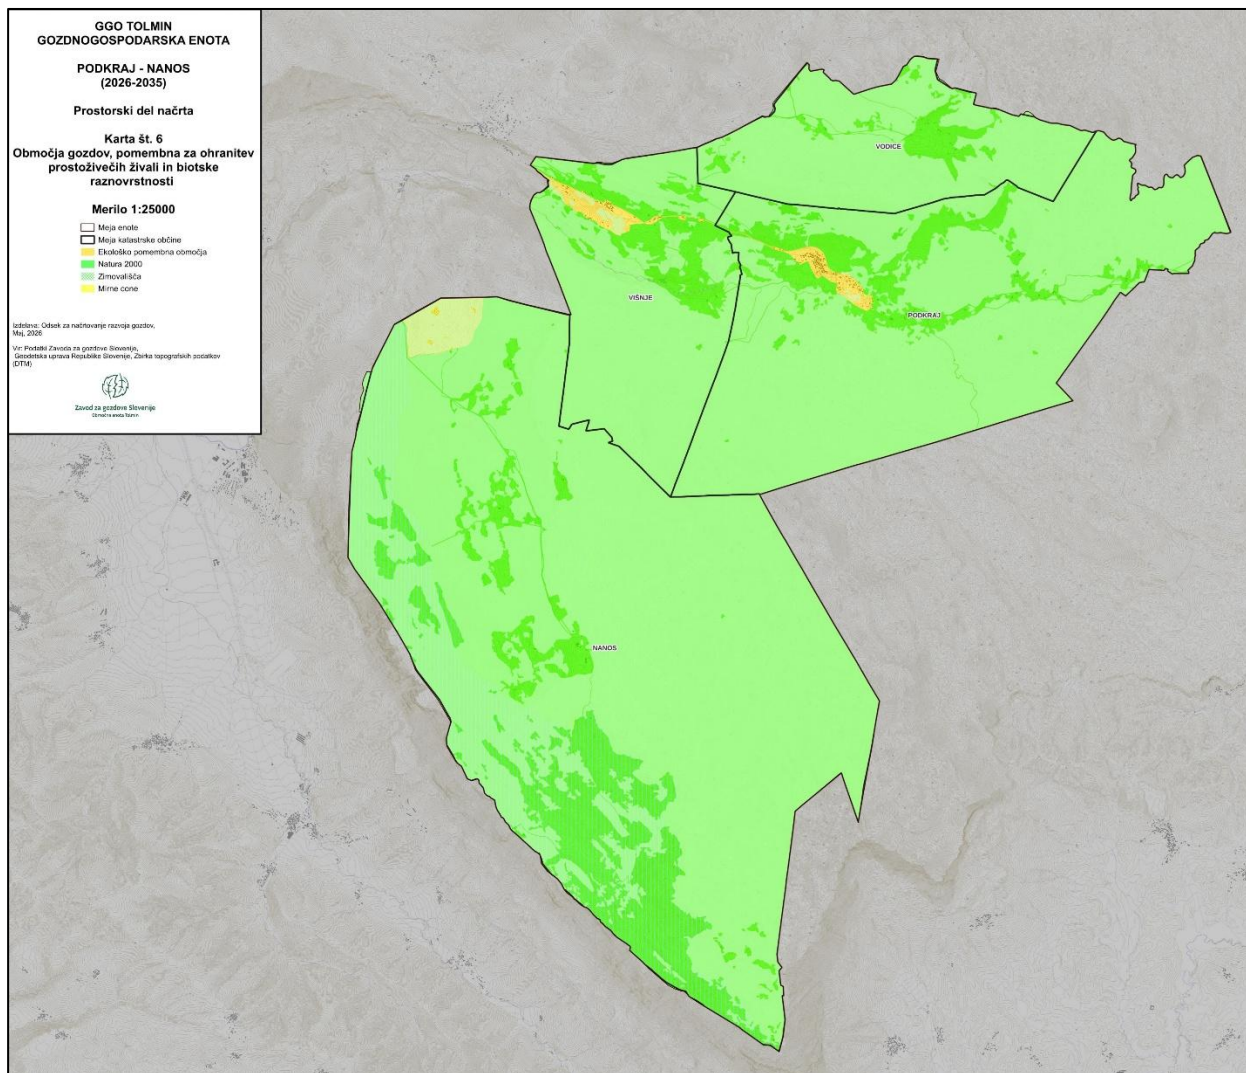 GGO TOLMIN
GOZDNOGOSPODARSKA ENOTA
PODKRAJ - NANOS
(2026-2035)
Prostorski del načrta
Karta št. 6
Območja gozdov, pomembna za ohranitev
prostoživečih živali in biotske
raznovrstnosti
Merilo 1:25000
Meja enote
Meja katastrske občine
Ekološko pomembna območja
Natura 2000
Zimovališča
Mirne cone
Izdelava: Odsek za načrtovanje razvoja gozdov,
Maj, 2026
Vir: Podatki Zavoda za gozdove Slovenije,
Geodetska uprava Republike Slovenije, Zbirka topografskih podatkov
(DTM)
Zavod za gozdove Slovenije
Območna enota Tolmin
VODICE
VIŠNJE
PODKRAJ
NANOS